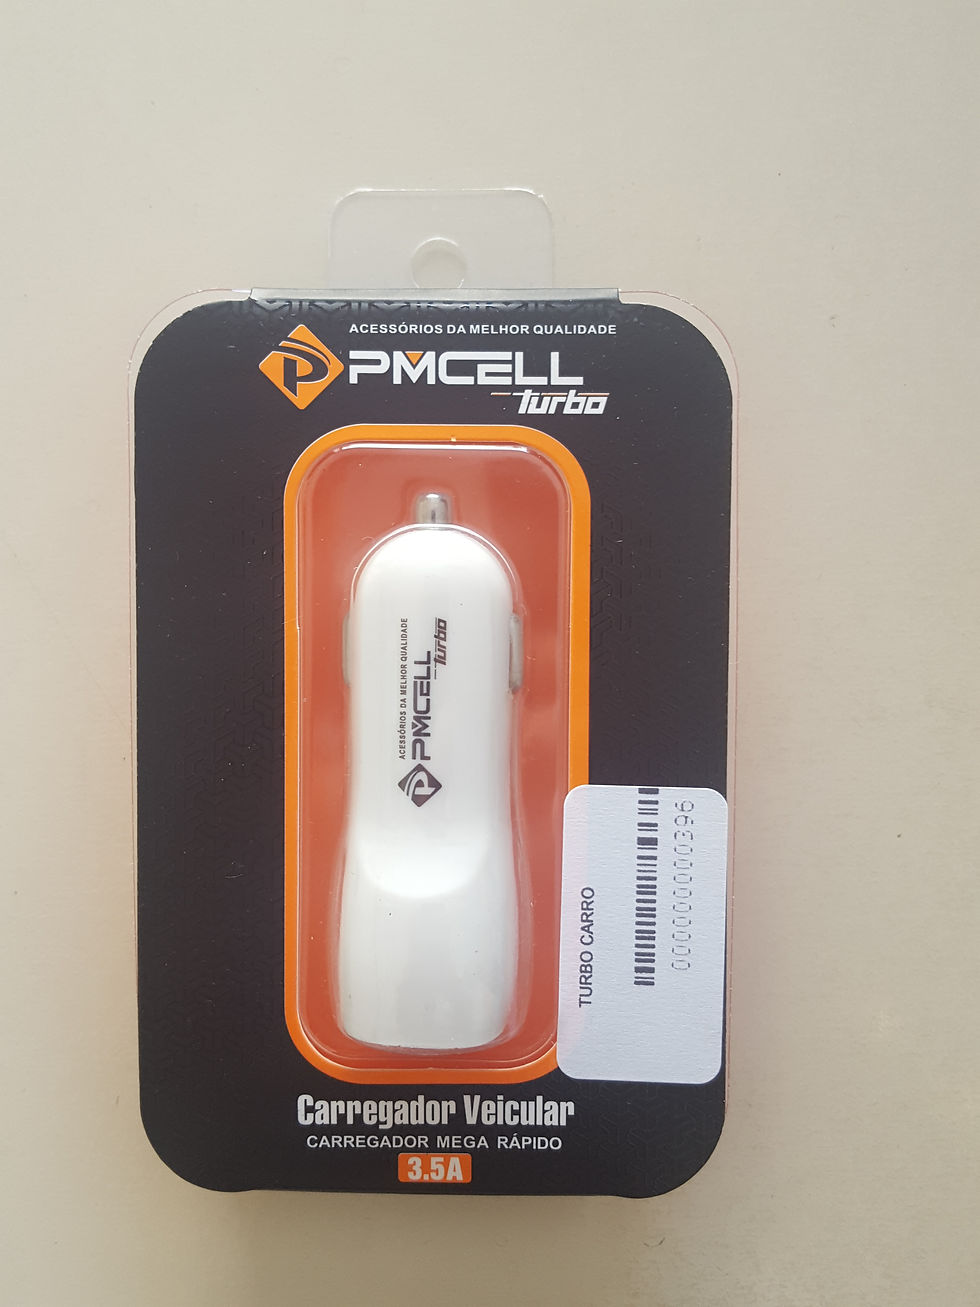 ACESSÓRIOS DA MELHOR QUALIDADE
PMCELL
turbo
ACESSÓRIOS DA MELHOR QUALIDADE
PMCELL
turbo
TURBO CARRO
0000000000396
Carregador Veicular
CARREGADOR MEGA RÁPIDO
3.5A